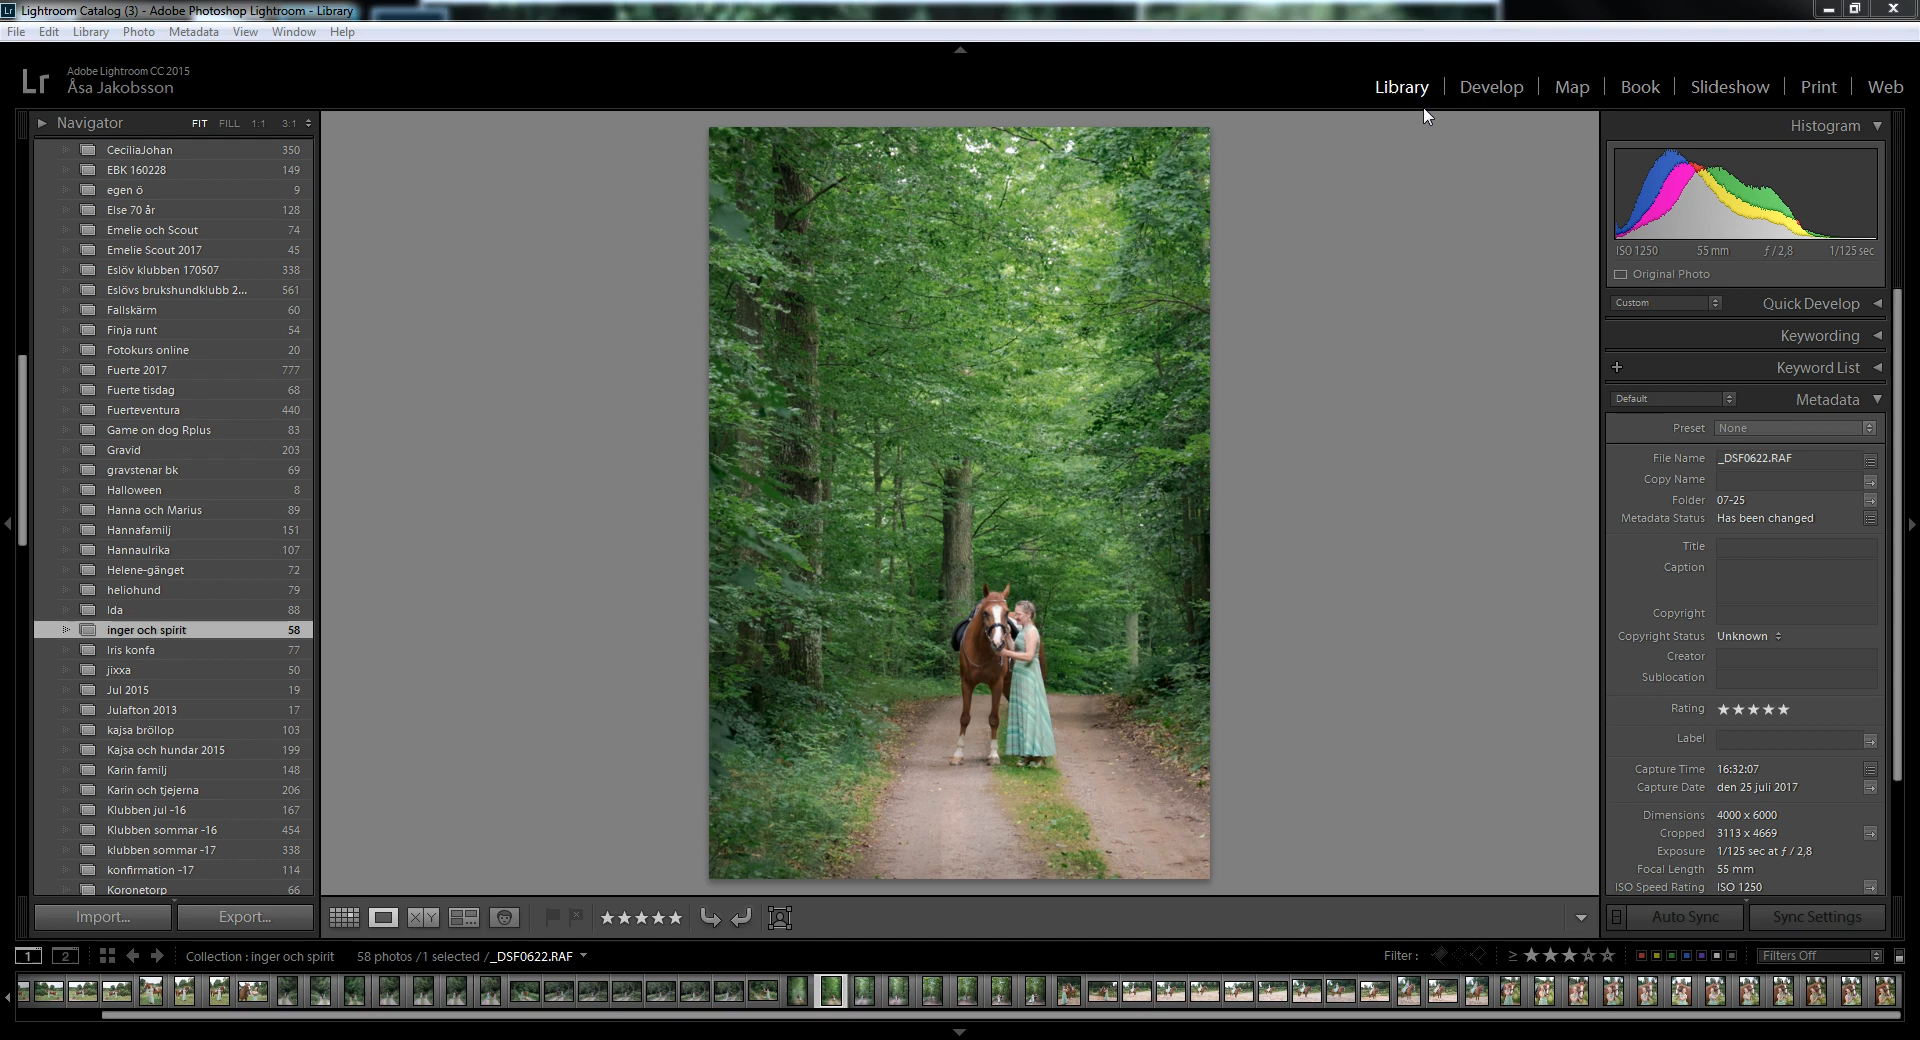 Lightroom Catalog (3) - Adobe Photoshop Lightroom - Library
File Edit Library Photo Metadata View Window Help
Lr
Adobe Lightroom CC 2015
Åsa Jakobsson
Library Develop Map Book Slideshow Print Web
Navigator FIT FILL 1:1 3:1
CeciliaJohan 350
EBK 160228 149
egen ö 9
Else 70 år 128
Emelie och Scout 74
Emelie Scout 2017 45
Eslöv klubben 170507 338
Eslövs brukshundklubb 2... 561
Fallskärm 60
Finja runt 54
Fotokurs online 20
Fuerte 2017 777
Fuerte tisdag 68
Fuerteventura 440
Game on dog Rplus 83
Gravid 203
gravstenar bk 69
Halloween 8
Hanna och Marius 89
Hannafamilj 151
Hannaulrika 107
Helene-gänget 72
heliohund 79
Ida 88
inger och spirit 58
Iris konfa 77
jixxa 50
Jul 2015 19
Julafton 2013 17
kajsa bröllop 103
Kajsa och hundar 2015 199
Karin familj 148
Karin och tjejerna 206
Klubben jul -16 167
Klubben sommar -16 454
klubben sommar -17 338
konfirmation -17 114
Koronetorp 66
Import... Export...
Histogram
ISO 1250 55 mm ƒ / 2,8 1/125 sec
Original Photo
Custom Quick Develop
Keywording
Keyword List
Default Metadata
Preset None
File Name _DSF0622.RAF
Copy Name
Folder 07-25
Metadata Status Has been changed
Title
Caption
Copyright
Copyright Status Unknown
Creator
Sublocation
Rating ★★★★★
Label
Capture Time 16:32:07
Capture Date den 25 juli 2017
Dimensions 4000 x 6000
Cropped 3113 x 4669
Exposure 1/125 sec at ƒ / 2,8
Focal Length 55 mm
ISO Speed Rating ISO 1250
Auto Sync Sync Settings
X Y
1 2 Collection : inger och spirit 58 photos / 1 selected / _DSF0622.RAF Filter : ≥ Filters Off